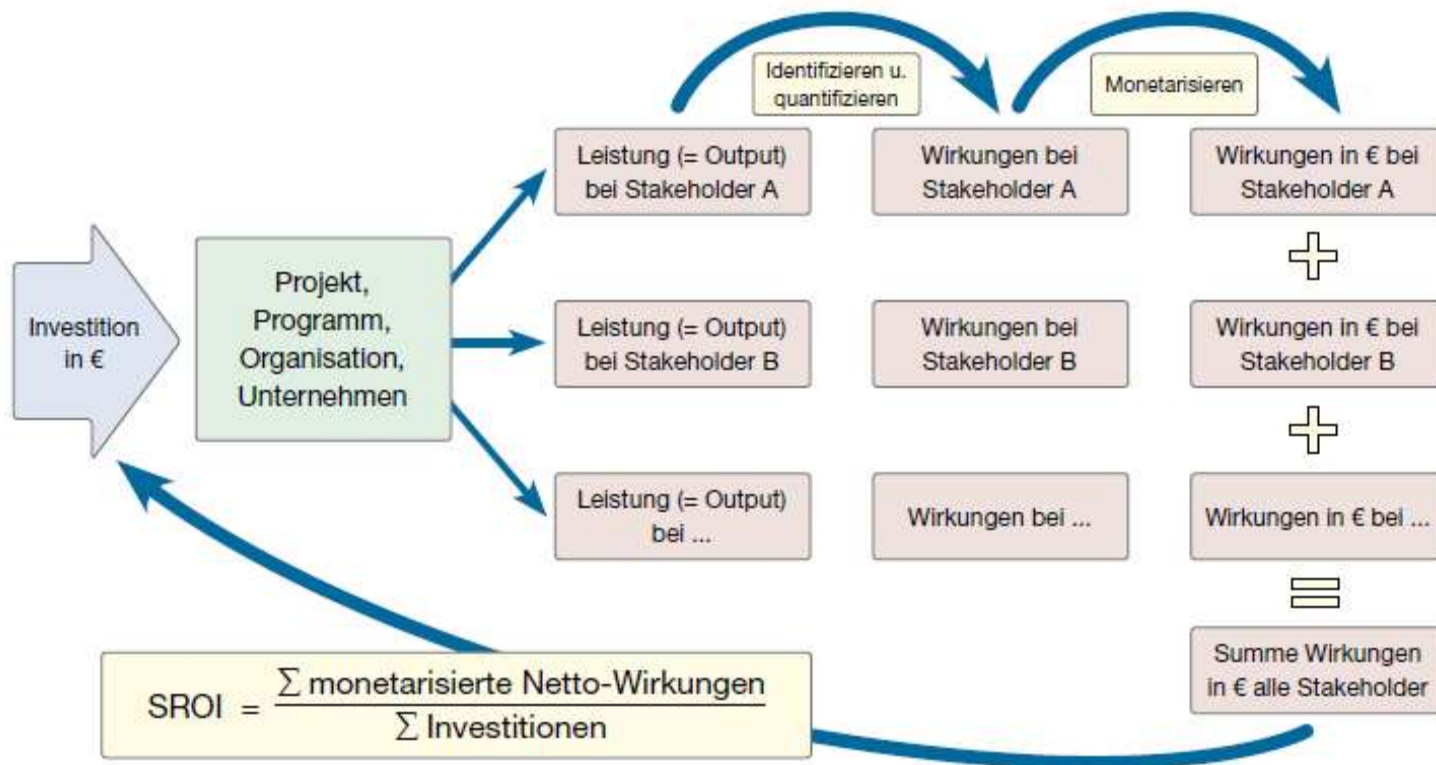 Identifizieren u.
quantifizieren
Monetarisieren
Leistung (= Output)
bei Stakeholder A
Wirkungen bei
Stakeholder A
Wirkungen in € bei
Stakeholder A
Investition
in €
Projekt,
Programm,
Organisation,
Unternehmen
Leistung (= Output)
bei Stakeholder B
Wirkungen bei
Stakeholder B
Wirkungen in € bei
Stakeholder B
Leistung (= Output)
bei ...
Wirkungen bei ...
Wirkungen in € bei ...
Summe Wirkungen
in € alle Stakeholder
∑ monetarisierte Netto-Wirkungen
SROI =
∑ Investitionen